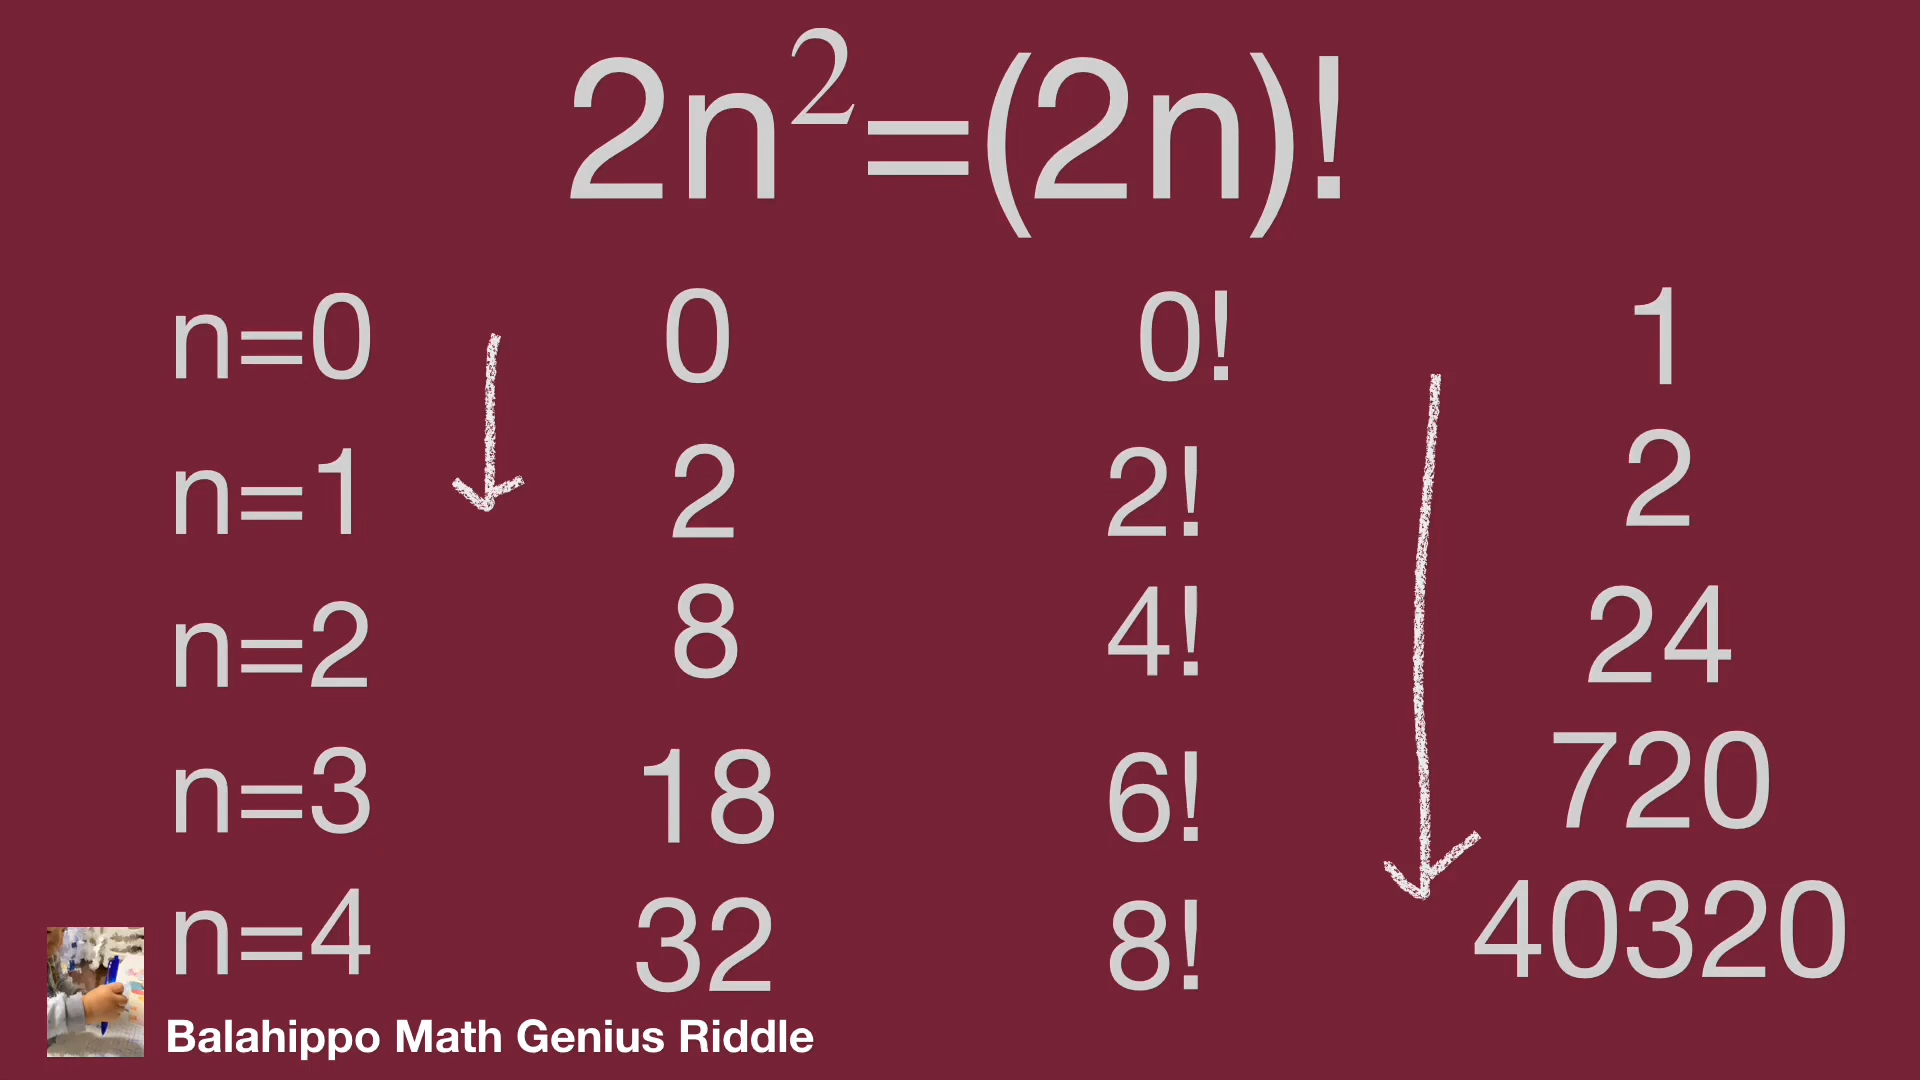 2n²=(2n)!
n=0 0 0! 1
n=1 2 2! 2
n=2 8 4! 24
n=3 18 6! 720
n=4 32 8! 40320
Balahippo Math Genius Riddle